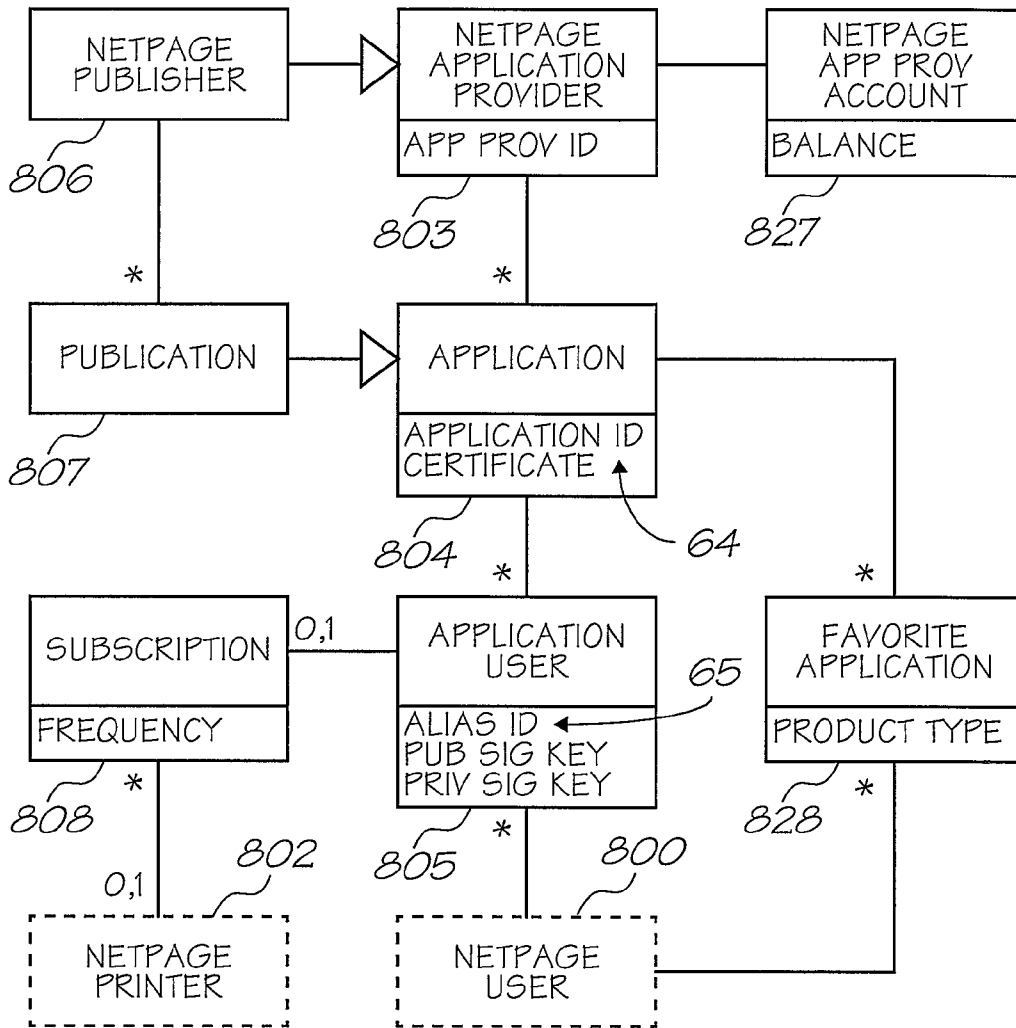 NETPAGE
PUBLISHER
806
NETPAGE
APPLICATION
PROVIDER
APP PROV ID
803
NETPAGE
APP PROV
ACCOUNT
BALANCE
827
*
*
PUBLICATION
807
APPLICATION
APPLICATION ID
CERTIFICATE
804
64
*
*
SUBSCRIPTION
FREQUENCY
808
0,1
APPLICATION
USER
ALIAS ID
PUB SIG KEY
PRIV SIG KEY
805
65
FAVORITE
APPLICATION
PRODUCT TYPE
828
*
*
*
0,1
802
NETPAGE
PRINTER
800
NETPAGE
USER